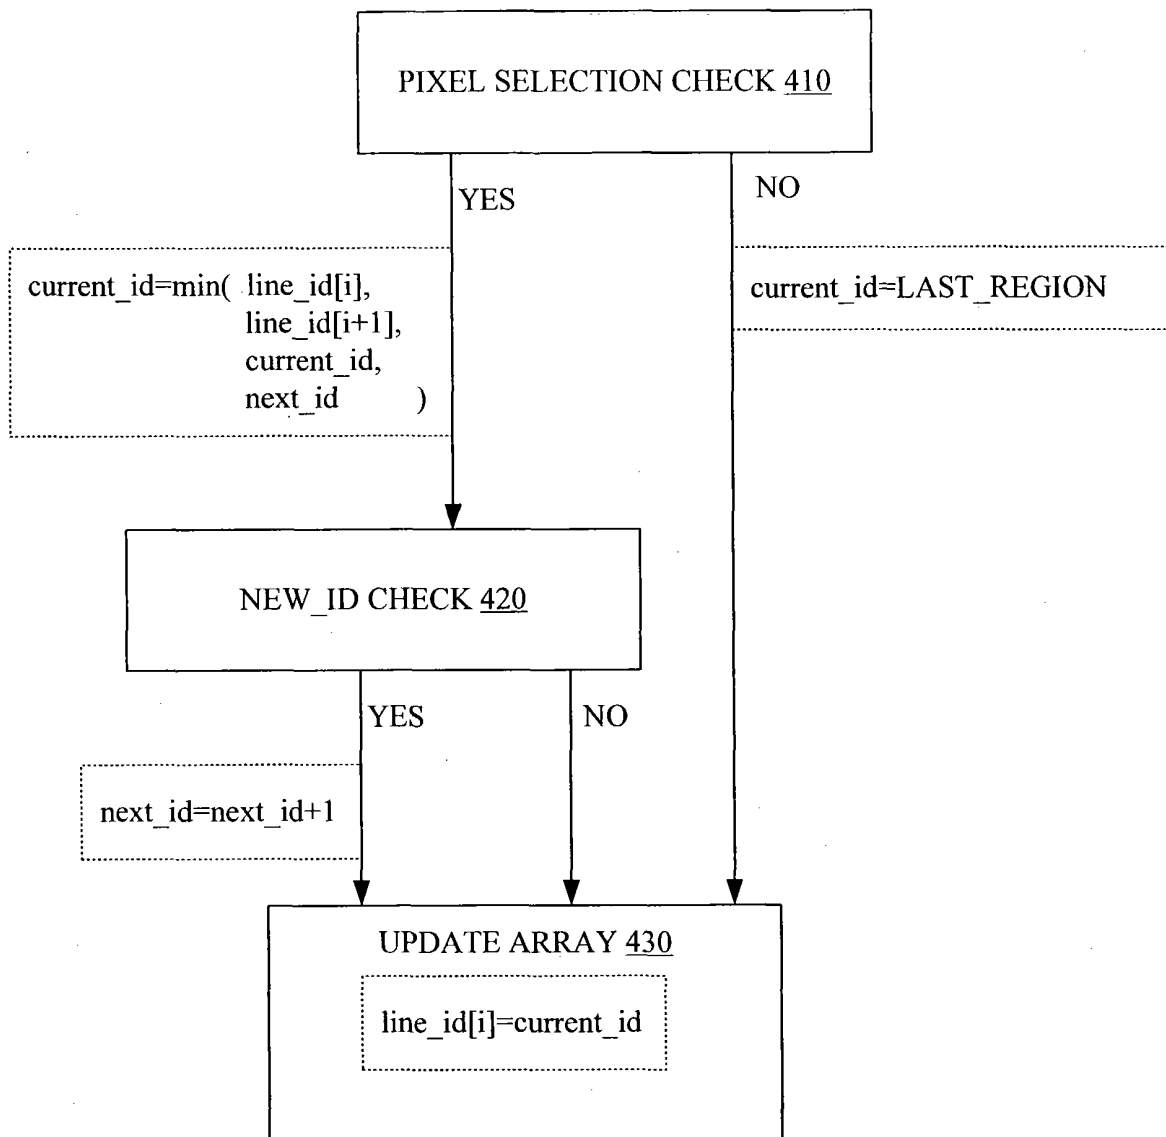 PIXEL SELECTION CHECK 410
YES
NO
current_id=min( line_id[i],
line_id[i+1],
current_id,
next_id )
current_id=LAST_REGION
NEW_ID CHECK 420
YES
NO
next_id=next_id+1
UPDATE ARRAY 430
line_id[i]=current_id